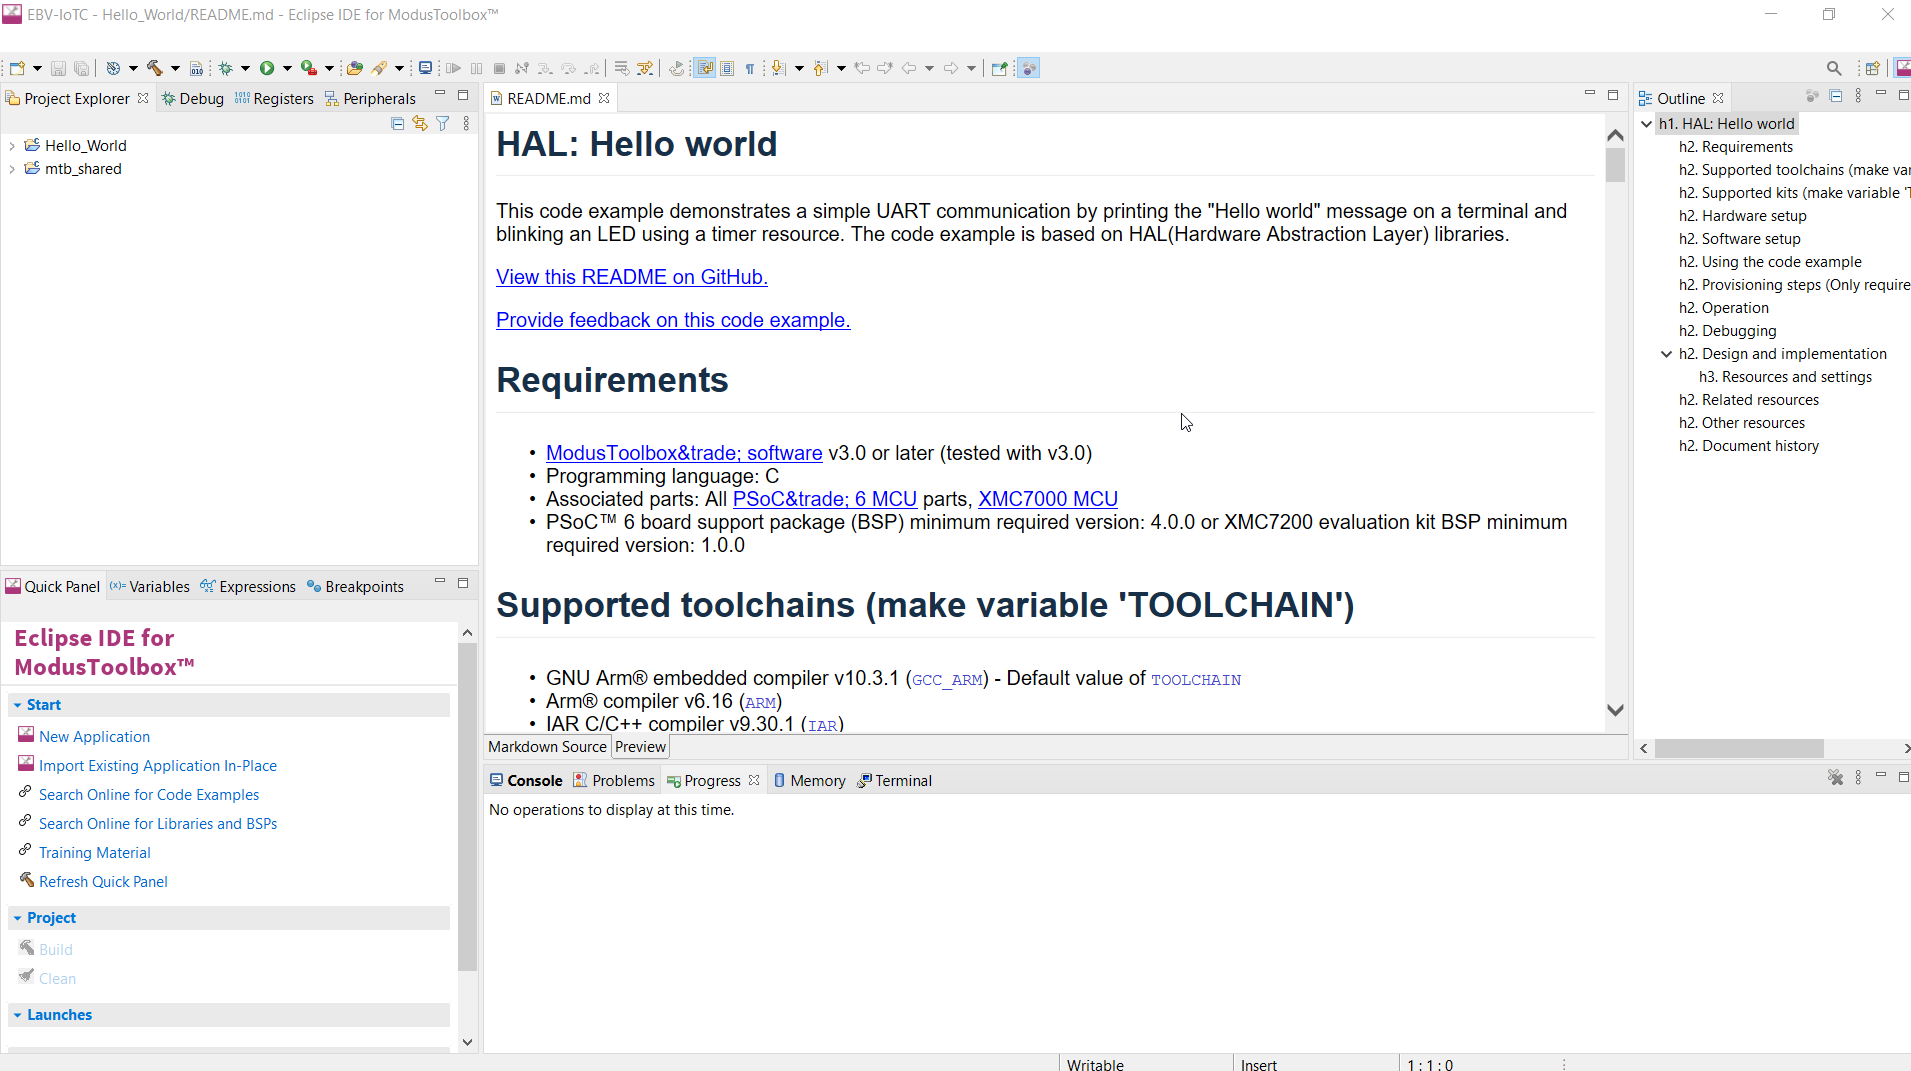 EBV-IoTC - Hello_World/README.md - Eclipse IDE for ModusToolbox™
Project Explorer
Debug
Registers
Peripherals
Hello_World
mtb_shared
README.md
HAL: Hello world
This code example demonstrates a simple UART communication by printing the "Hello world" message on a terminal and
blinking an LED using a timer resource. The code example is based on HAL(Hardware Abstraction Layer) libraries.
View this README on GitHub.
Provide feedback on this code example.
Requirements
• ModusToolbox&trade; software v3.0 or later (tested with v3.0)
• Programming language: C
• Associated parts: All PSoC&trade; 6 MCU parts, XMC7000 MCU
• PSoC™ 6 board support package (BSP) minimum required version: 4.0.0 or XMC7200 evaluation kit BSP minimum
required version: 1.0.0
Supported toolchains (make variable 'TOOLCHAIN')
• GNU Arm® embedded compiler v10.3.1 (GCC_ARM) - Default value of TOOLCHAIN
• Arm® compiler v6.16 (ARM)
• IAR C/C++ compiler v9.30.1 (IAR)
Markdown Source
Preview
Outline
h1. HAL: Hello world
h2. Requirements
h2. Supported toolchains (make var
h2. Supported kits (make variable 'T
h2. Hardware setup
h2. Software setup
h2. Using the code example
h2. Provisioning steps (Only require
h2. Operation
h2. Debugging
h2. Design and implementation
h3. Resources and settings
h2. Related resources
h2. Other resources
h2. Document history
Quick Panel
(x)= Variables
Expressions
Breakpoints
Eclipse IDE for
ModusToolbox™
Start
New Application
Import Existing Application In-Place
Search Online for Code Examples
Search Online for Libraries and BSPs
Training Material
Refresh Quick Panel
Project
Build
Clean
Launches
Console
Problems
Progress
Memory
Terminal
No operations to display at this time.
Writable
Insert
1 : 1 : 0